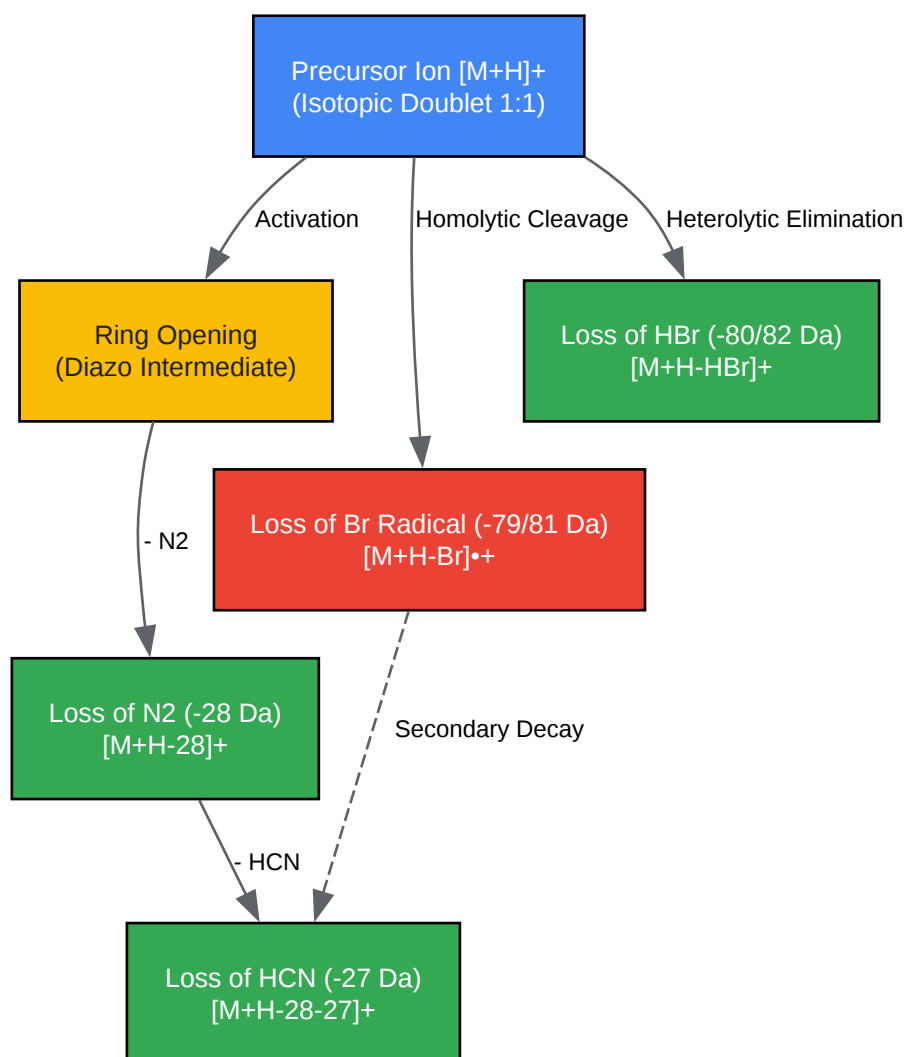 Precursor Ion [M+H]+
(Isotopic Doublet 1:1)
Activation
Homolytic Cleavage
Heterolytic Elimination
Ring Opening
(Diazo Intermediate)
Loss of HBr (-80/82 Da)
[M+H-HBr]+
Loss of Br Radical (-79/81 Da)
[M+H-Br]•+
- N2
Loss of N2 (-28 Da)
[M+H-28]+
Secondary Decay
- HCN
Loss of HCN (-27 Da)
[M+H-28-27]+